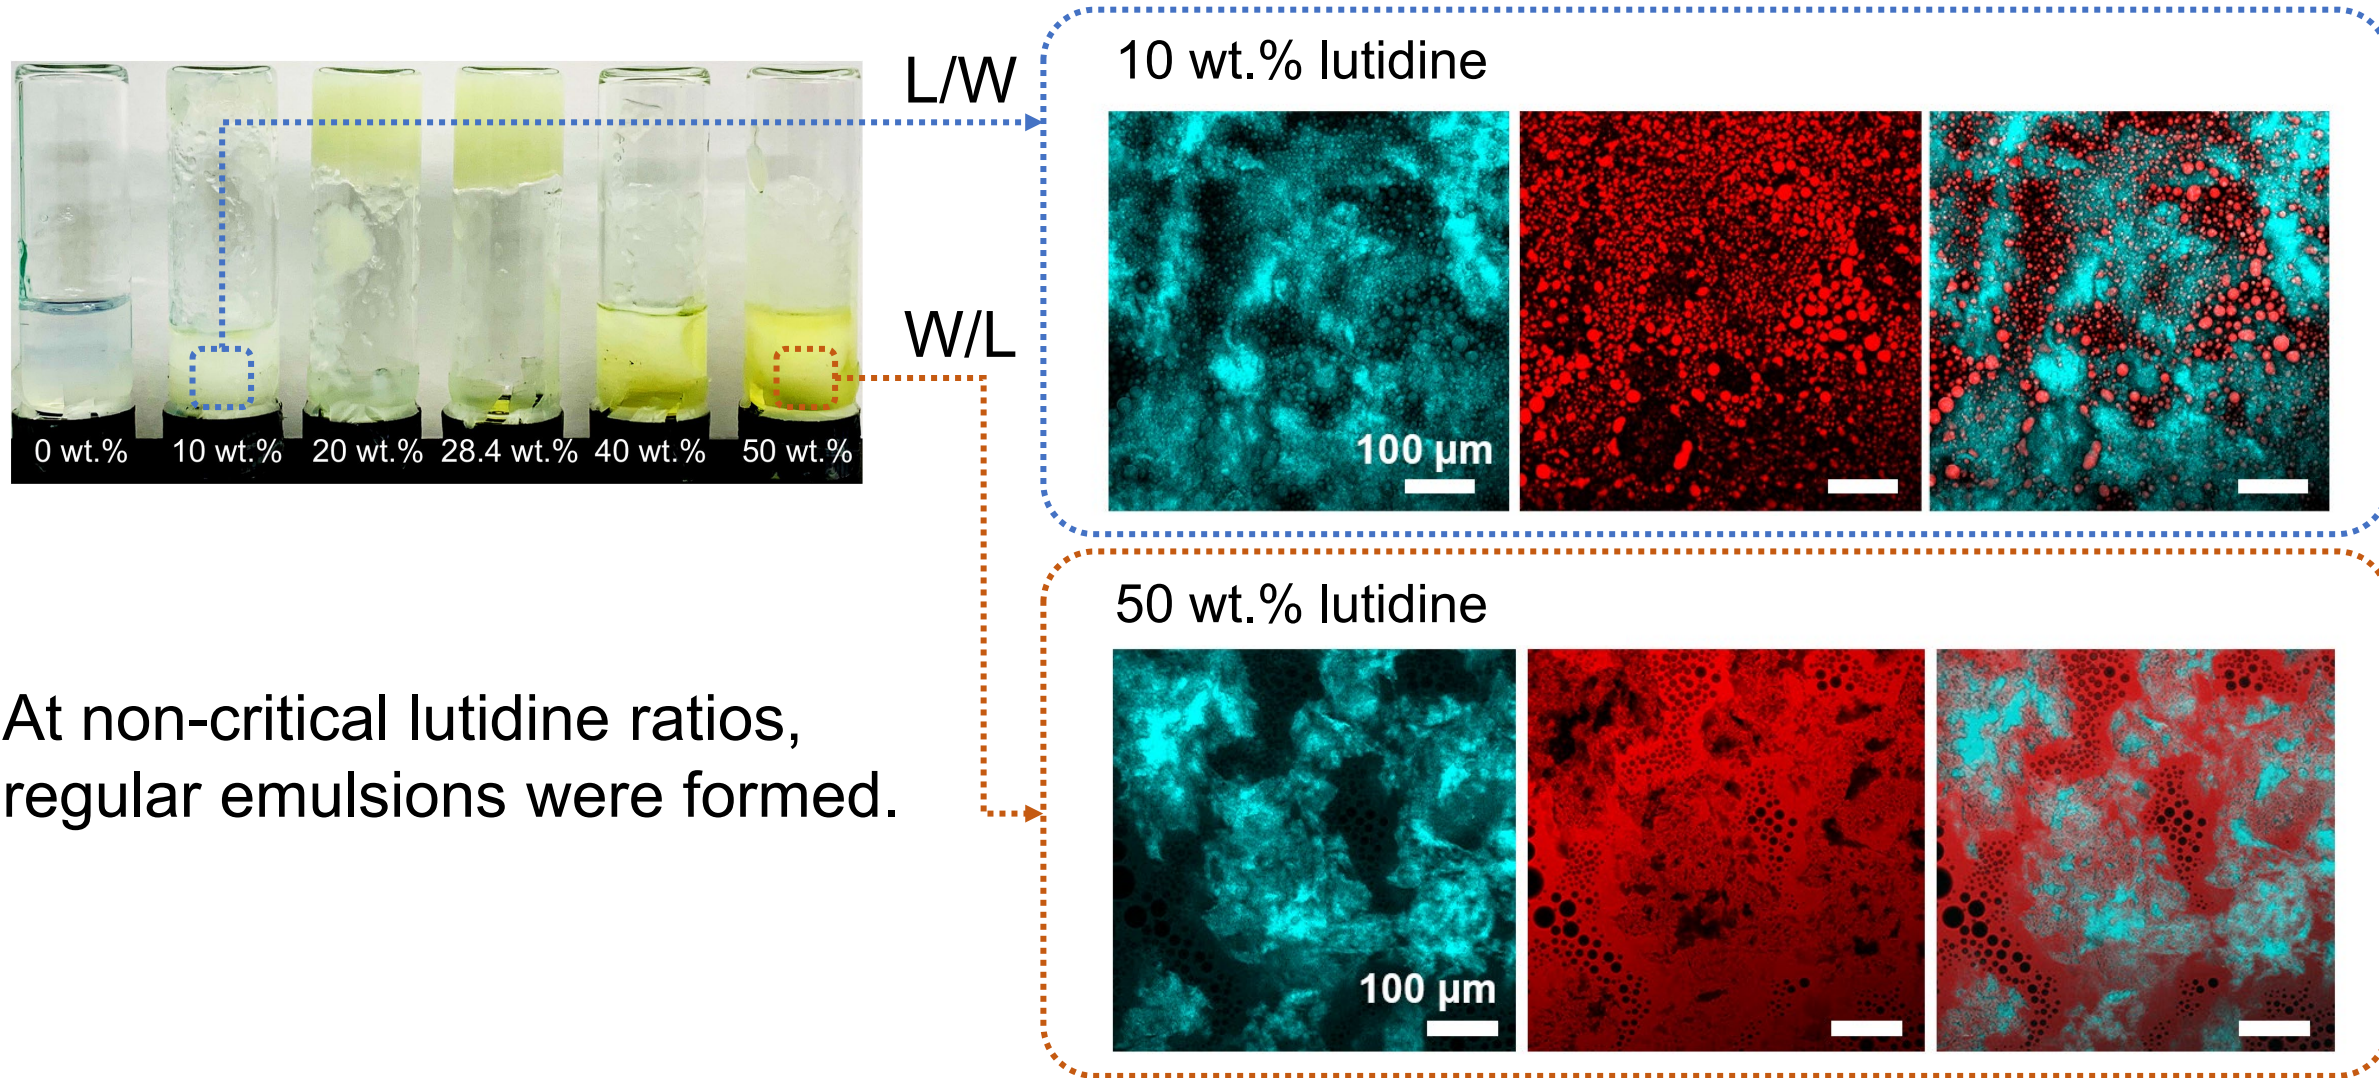 L/W
W/L
0 wt.% 10 wt.% 20 wt.% 28.4 wt.% 40 wt.% 50 wt.%
At non-critical lutidine ratios,
regular emulsions were formed.
10 wt.% lutidine
100 µm
50 wt.% lutidine
100 µm